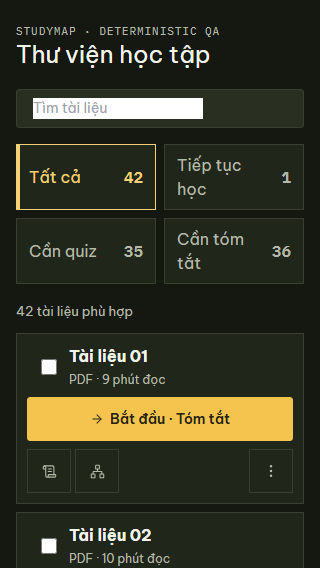 STUDYMAP · DETERMINISTIC QA
Thư viện học tập
Tìm tài liệu
Tất cả 42
Tiếp tục học 1
Cần quiz 35
Cần tóm tắt 36
42 tài liệu phù hợp
Tài liệu 01
PDF · 9 phút đọc
→ Bắt đầu · Tóm tắt
Tài liệu 02
PDF · 10 phút đọc